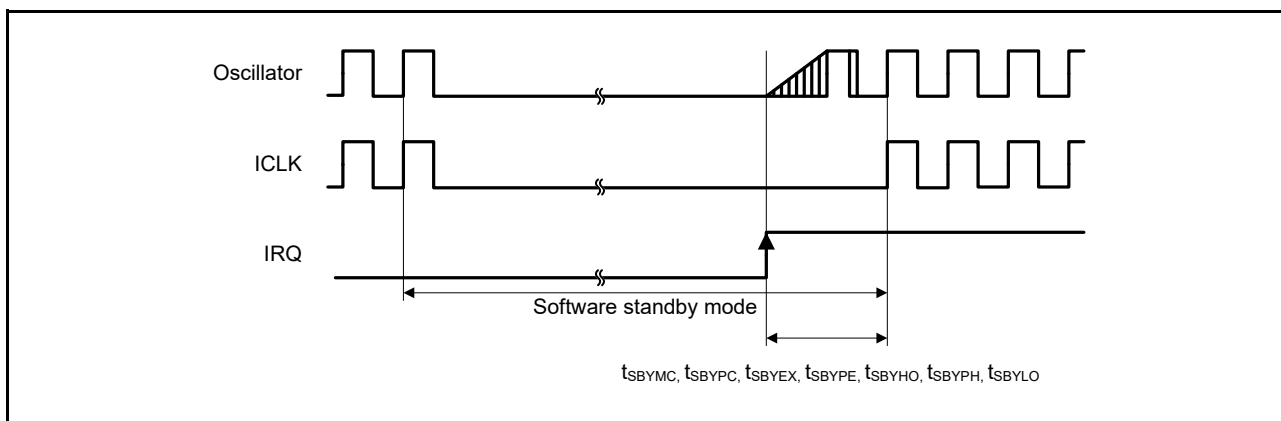 Oscillator
ICLK
IRQ
Software standby mode
tSBYMC, tSBYPC, tSBYEX, tSBYPE, tSBYHO, tSBYPH, tSBYLO